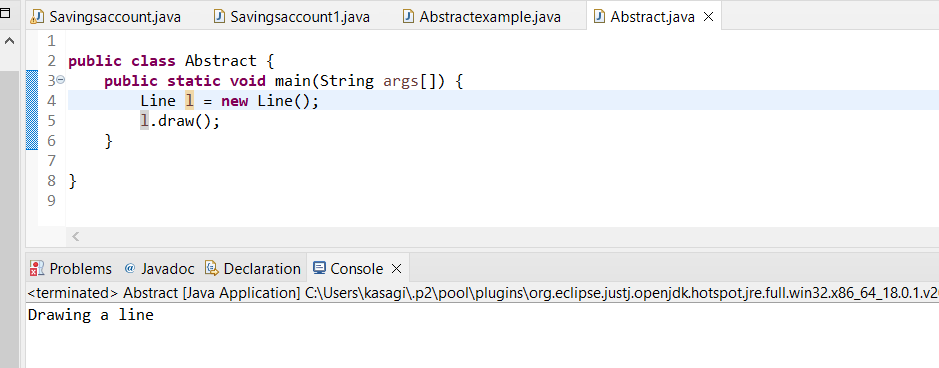 Savingsaccount.java Savingsaccount1.java Abstractexample.java Abstract.java
1
2 public class Abstract {
3 public static void main(String args[]) {
4 Line l = new Line();
5 l.draw();
6 }
7
8 }
9
Problems @ Javadoc Declaration Console
<terminated> Abstract [Java Application] C:\Users\kasagi\.p2\pool\plugins\org.eclipse.justj.openjdk.hotspot.jre.full.win32.x86_64_18.0.1.v20
Drawing a line